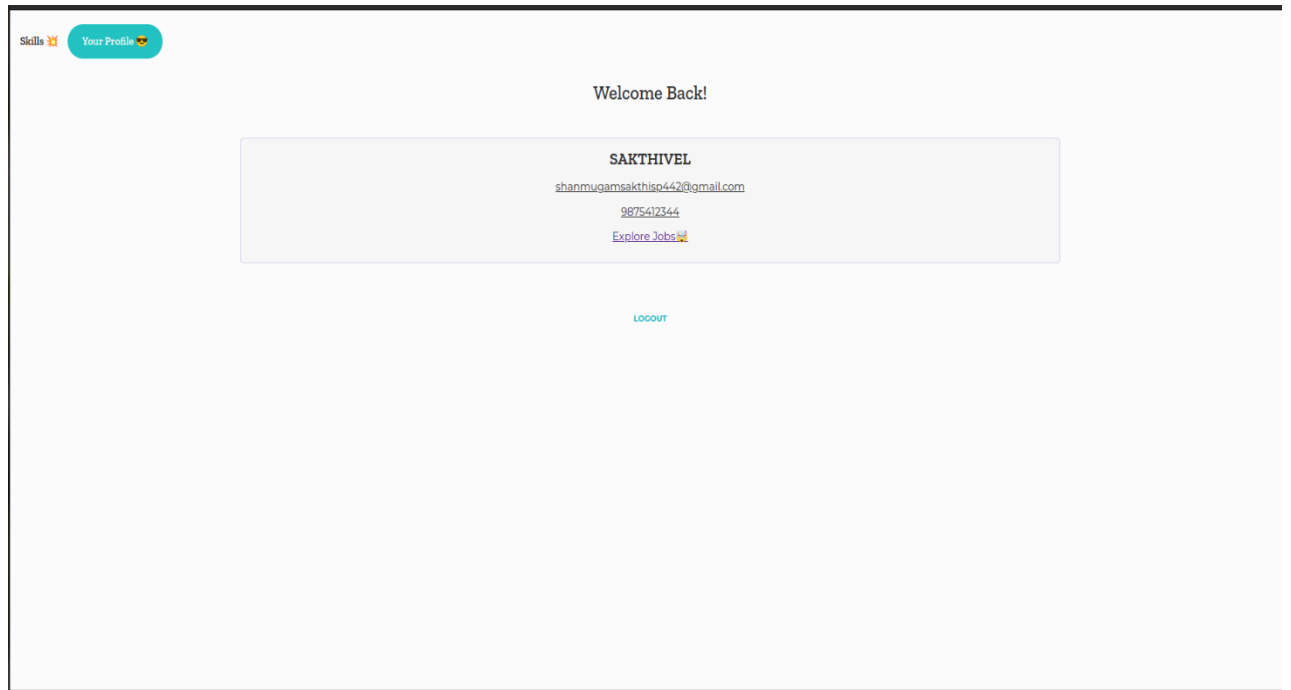 Skills 💥 Your Profile 😎
Welcome Back!
SAKTHIVEL
shanmugamsakthisp442@gmail.com
9875412344
Explore Jobs🤯
LOGOUT